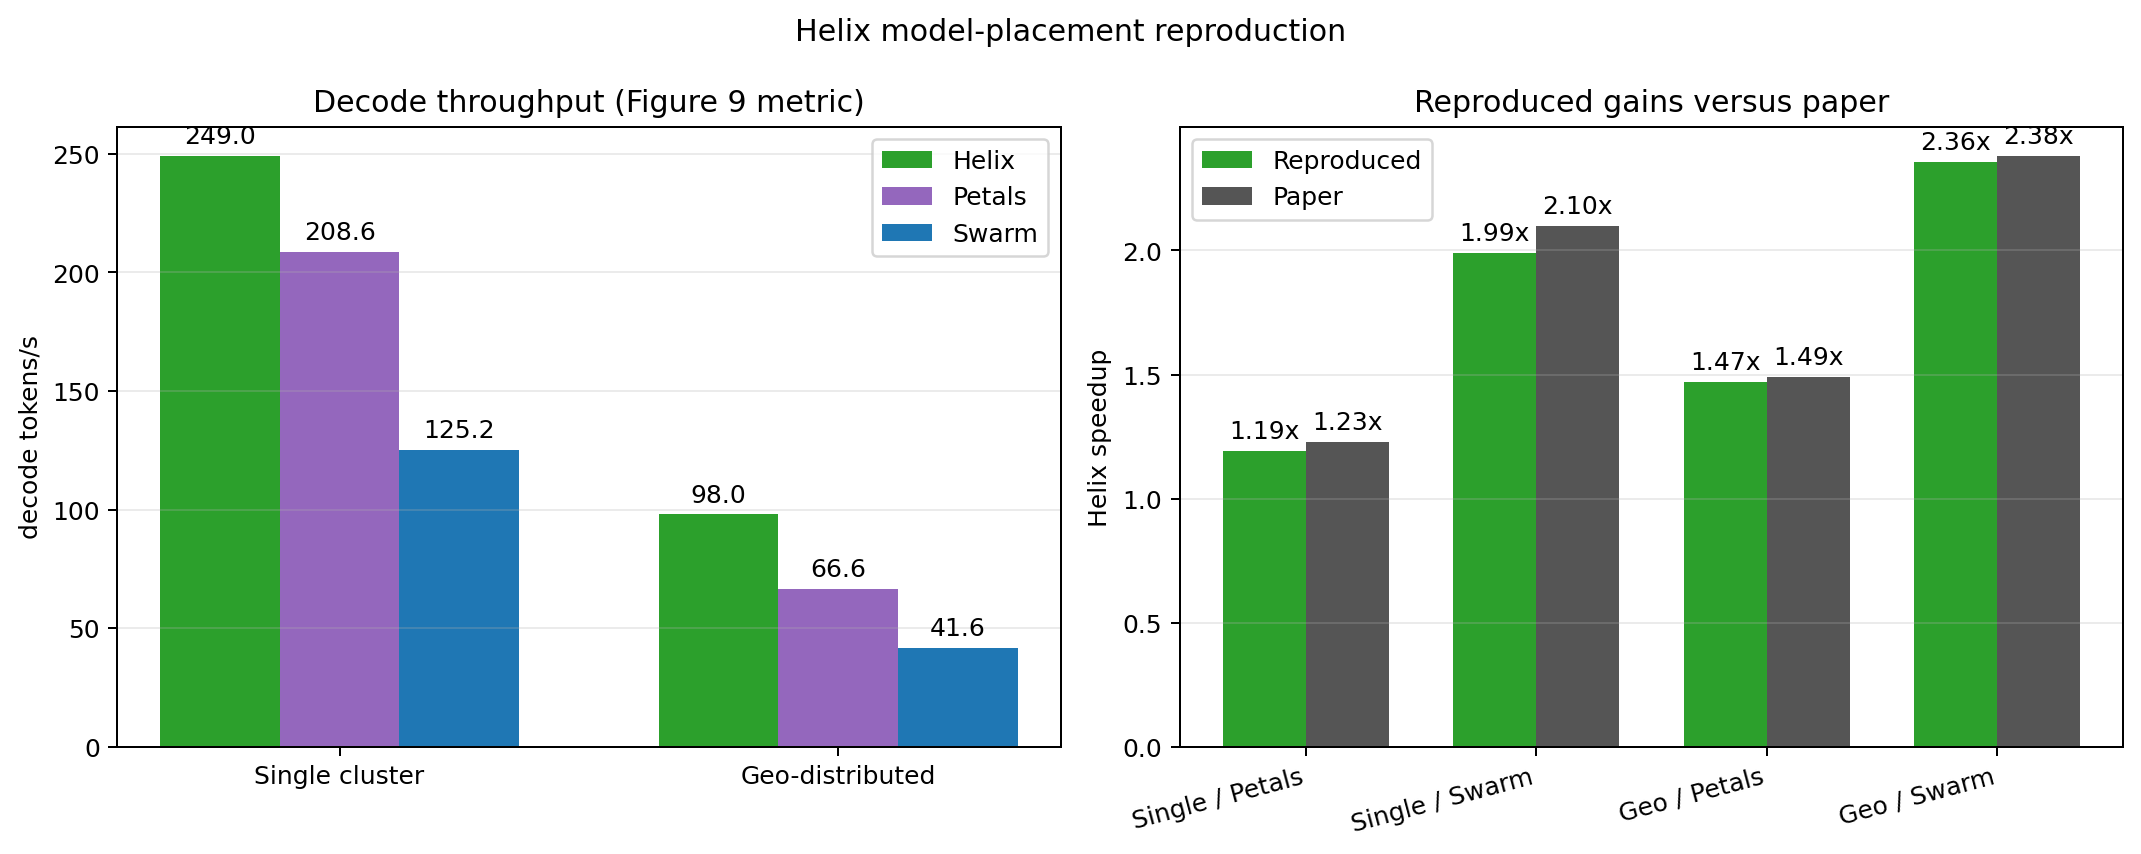 Helix model-placement reproduction
Decode throughput (Figure 9 metric)
249.0
208.6
125.2
98.0
66.6
41.6
Helix
Petals
Swarm
decode tokens/s
250
200
150
100
50
0
Single cluster
Geo-distributed
Reproduced gains versus paper
Reproduced
Paper
1.19x
1.23x
1.99x
2.10x
1.47x
1.49x
2.36x
2.38x
Helix speedup
2.0
1.5
1.0
0.5
0.0
Single / Petals
Single / Swarm
Geo / Petals
Geo / Swarm